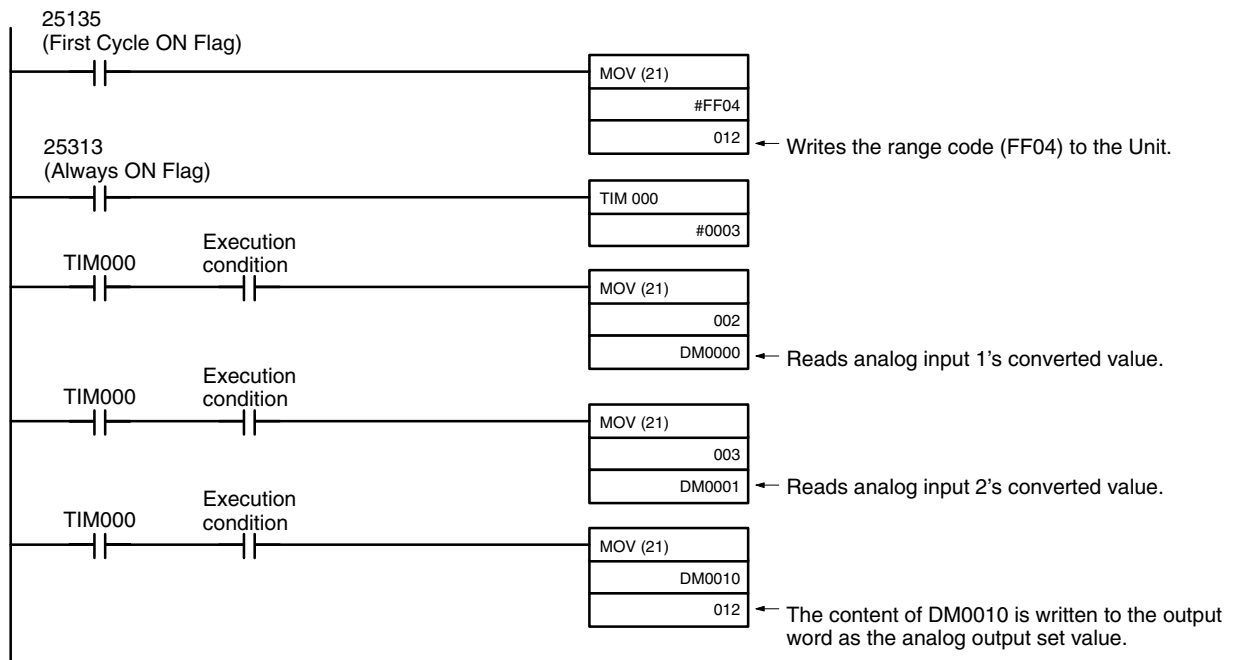 25135
(First Cycle ON Flag)
MOV (21)
#FF04
012
Writes the range code (FF04) to the Unit.
25313
(Always ON Flag)
TIM 000
#0003
TIM000
Execution
condition
MOV (21)
002
DM0000
Reads analog input 1's converted value.
TIM000
Execution
condition
MOV (21)
003
DM0001
Reads analog input 2's converted value.
TIM000
Execution
condition
MOV (21)
DM0010
012
The content of DM0010 is written to the output
word as the analog output set value.